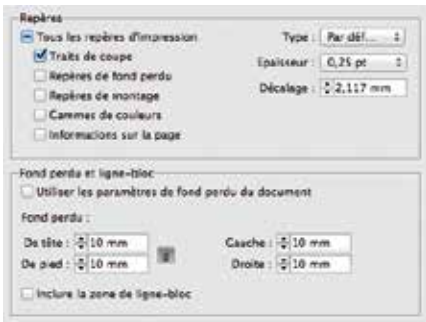 Repères
Tous les repères d'impression
Type : Par déf...
Traits de coupe
Epaisseur : 0,25 pt
Repères de fond perdu
Décalage : 2,117 mm
Repères de montage
Gammes de couleurs
Informations sur la page
Fond perdu et ligne-bloc
Utiliser les paramètres de fond perdu du document
Fond perdu :
De tête : 10 mm
Gauche : 10 mm
De pied : 10 mm
Droite : 10 mm
Inclure la zone de ligne-bloc